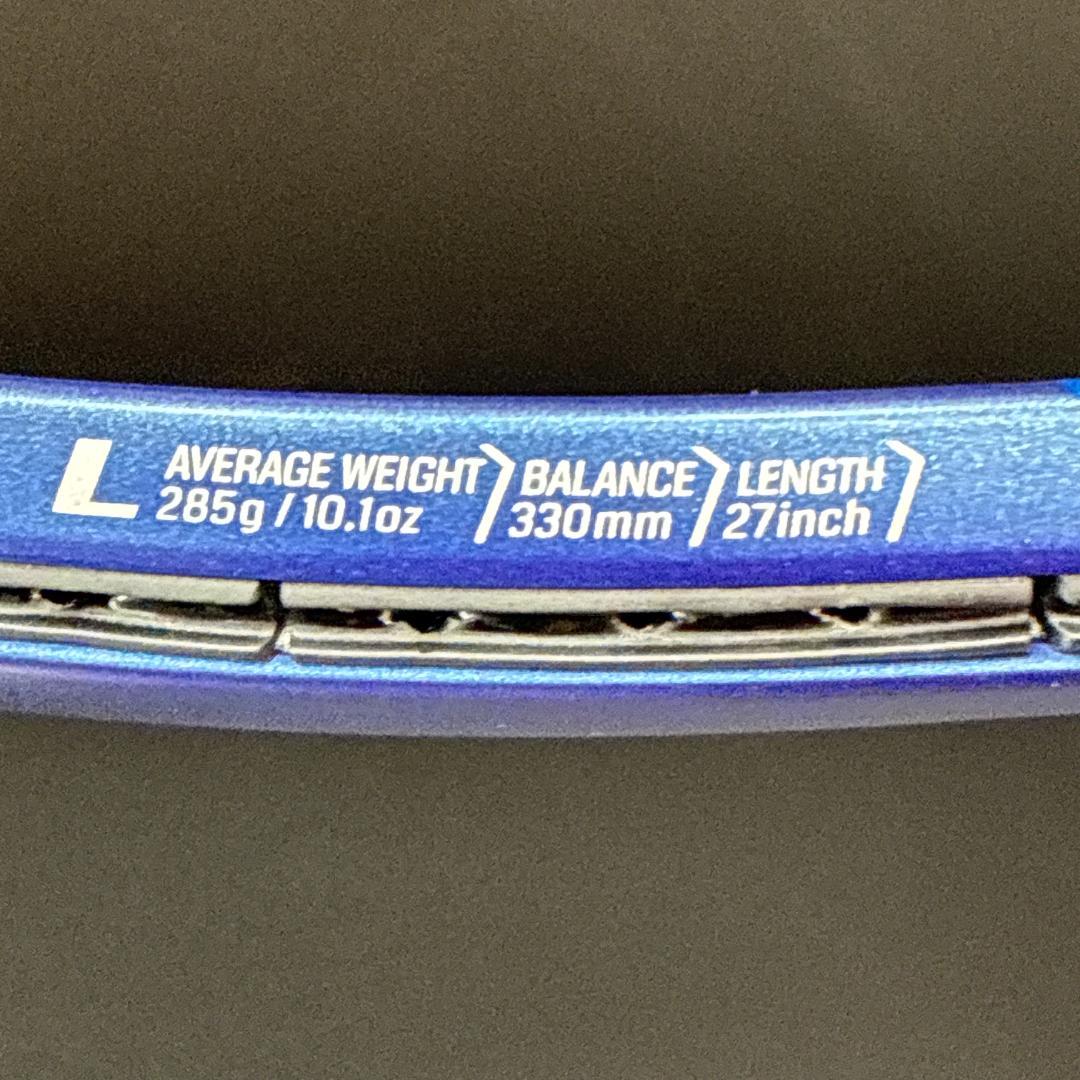 L
AVERAGE WEIGHT
285g / 10.1oz
BALANCE
330mm
LENGTH
27inch